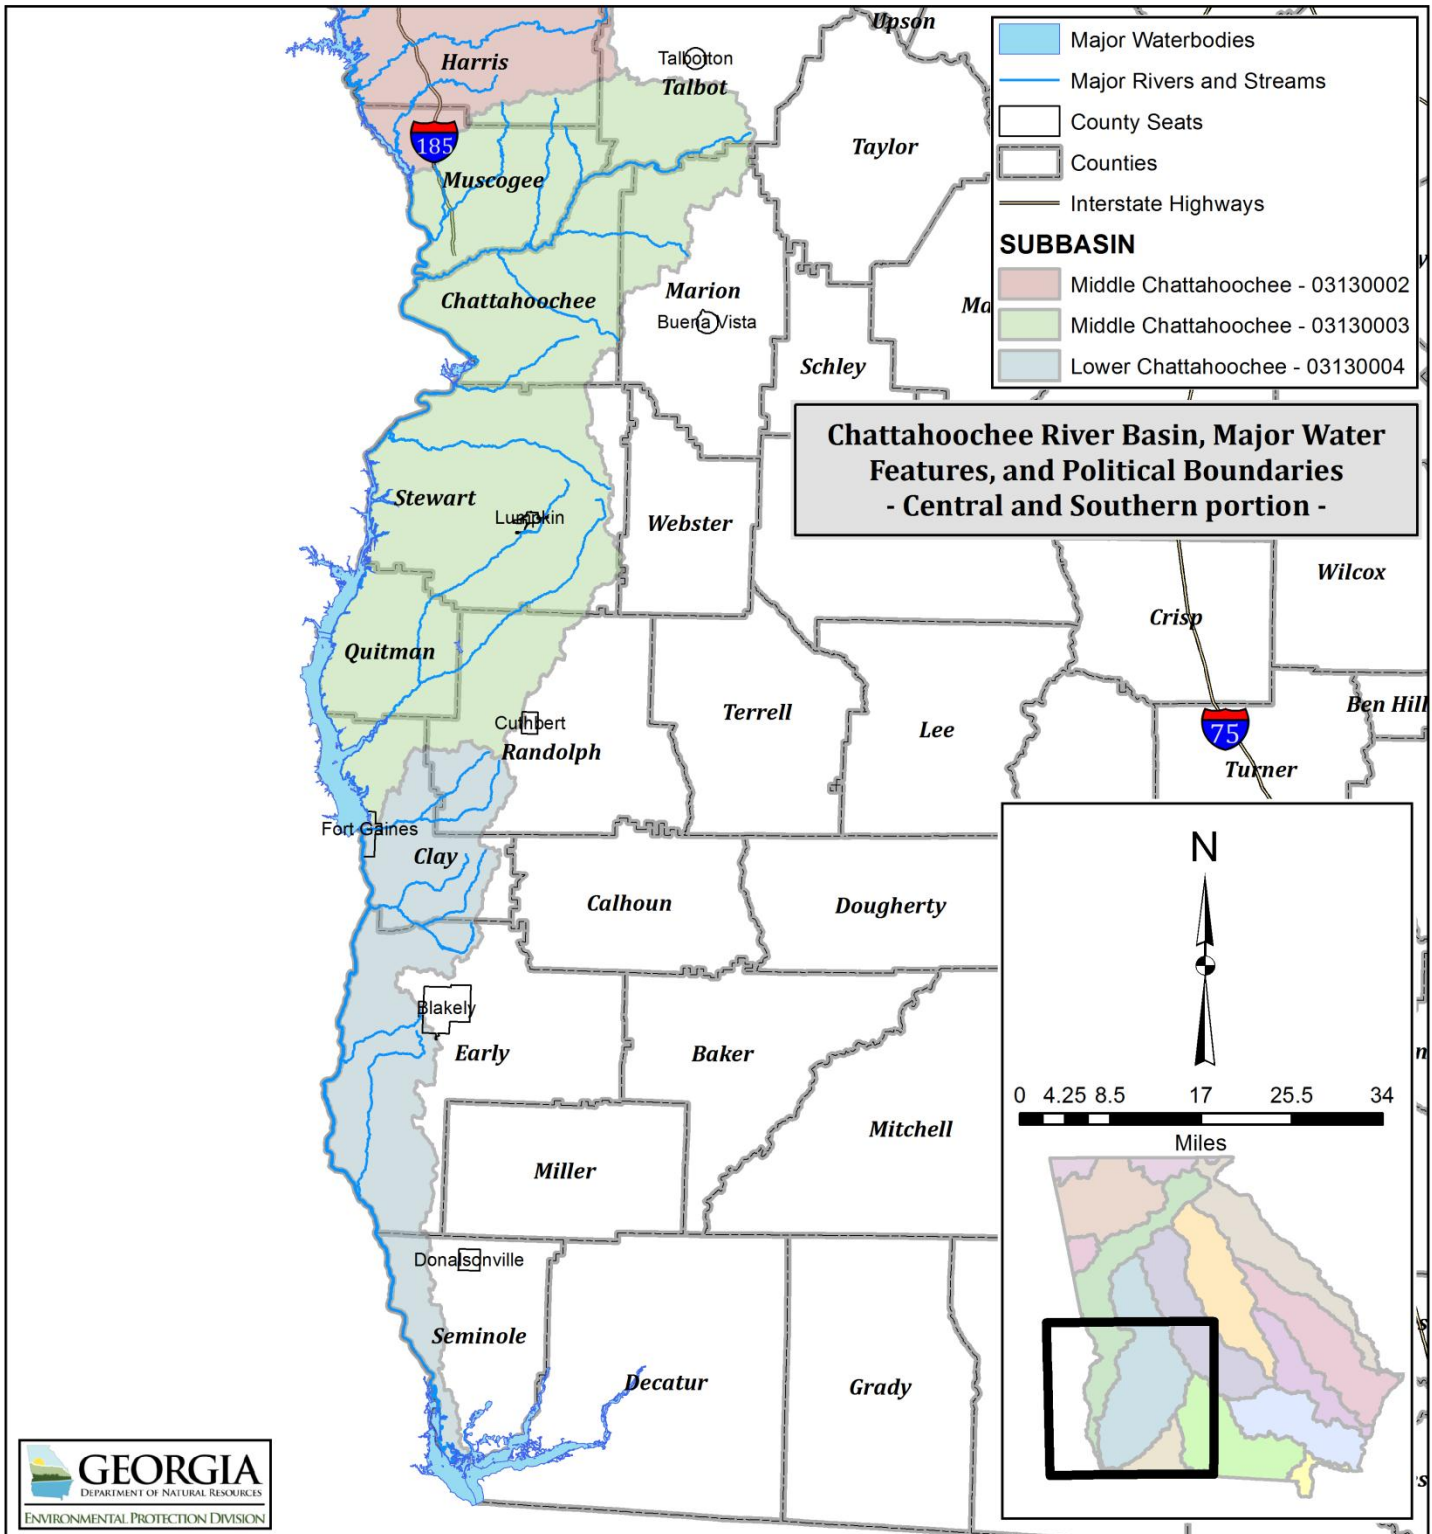 Upson
Harris
Talbotton
Talbot
185
Taylor
Muscogee
Chattahoochee
Marion
Buena Vista
Ma
Schley
Major Waterbodies
Major Rivers and Streams
County Seats
Counties
Interstate Highways
SUBBASIN
Middle Chattahoochee - 03130002
Middle Chattahoochee - 03130003
Lower Chattahoochee - 03130004
Chattahoochee River Basin, Major Water
Features, and Political Boundaries
- Central and Southern portion -
Stewart
Lumpkin
Webster
Wilcox
Crisp
Quitman
Terrell
Lee
Ben Hill
Cuthbert
Randolph
75
Turner
Fort Gaines
Clay
Calhoun
Dougherty
Blakely
Early
Baker
Mitchell
Miller
Donalsonville
Seminole
Decatur
Grady
N
0 4.25 8.5 17 25.5 34
Miles
GEORGIA
DEPARTMENT OF NATURAL RESOURCES
ENVIRONMENTAL PROTECTION DIVISION